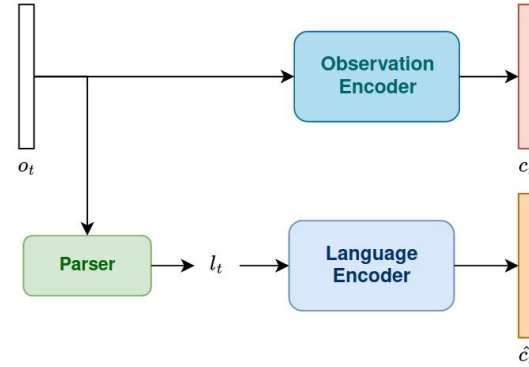 Observation
Encoder
o_t
c
Parser
l_t
Language
Encoder
ĉ